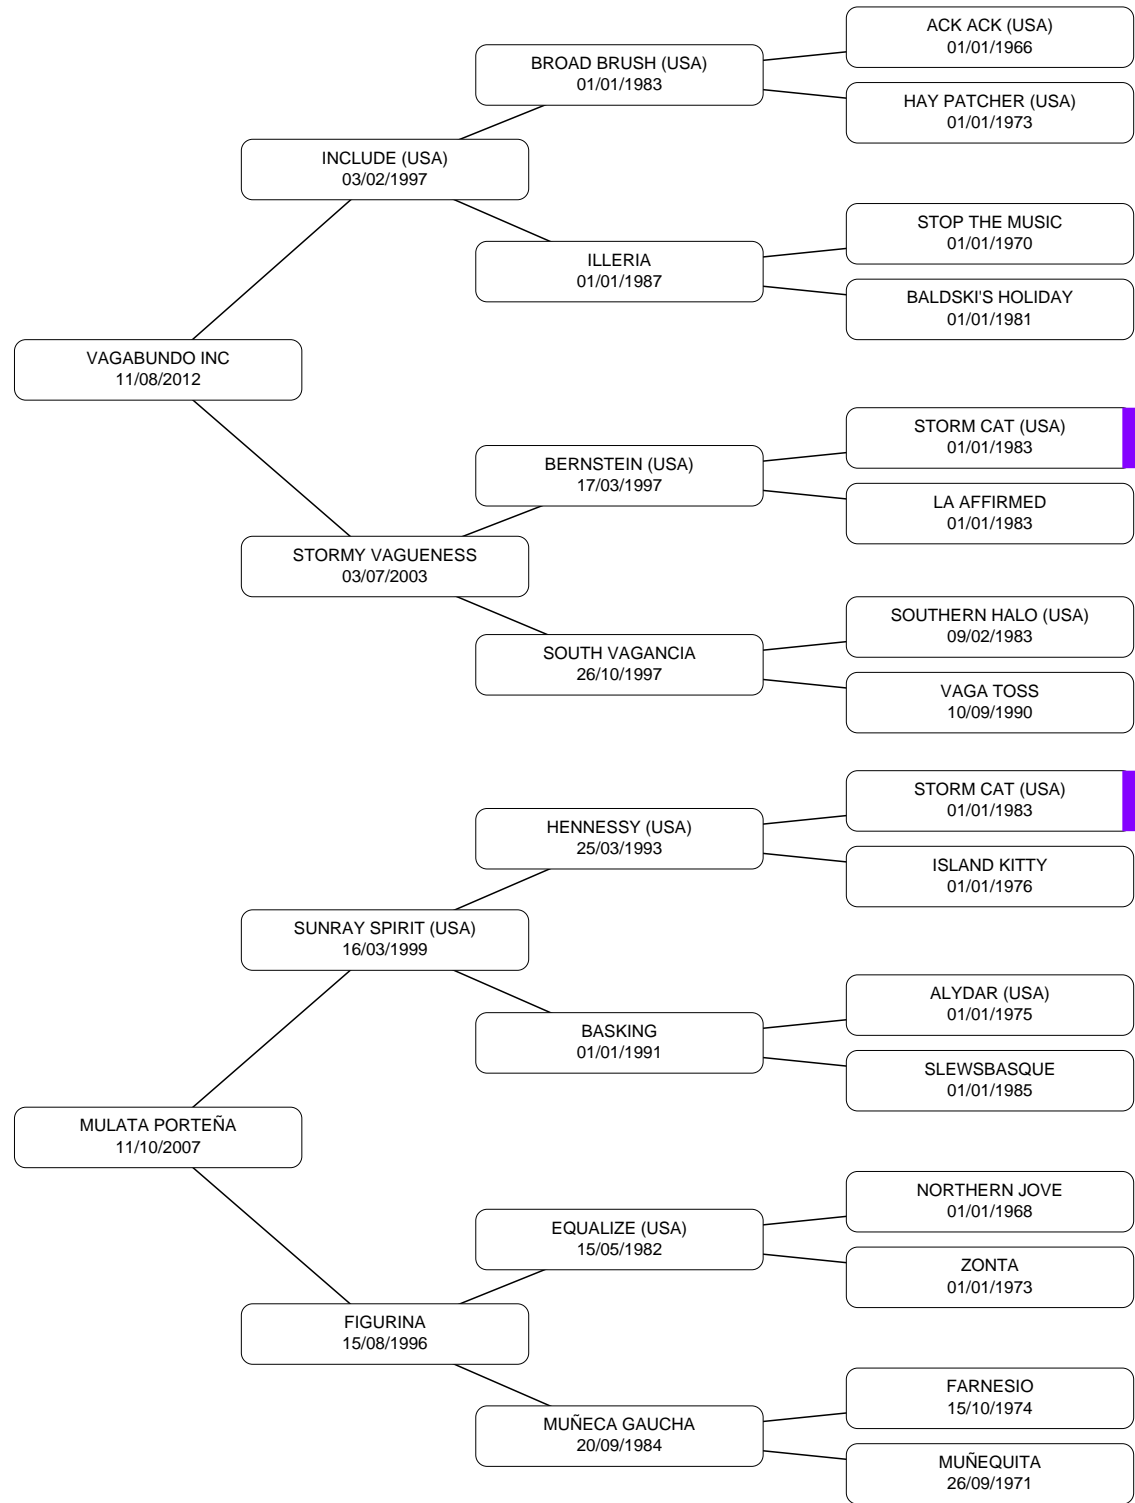 ACK ACK (USA)
01/01/1966
BROAD BRUSH (USA)
01/01/1983
HAY PATCHER (USA)
01/01/1973
INCLUDE (USA)
03/02/1997
STOP THE MUSIC
01/01/1970
ILLERIA
01/01/1987
BALDSKI'S HOLIDAY
01/01/1981
VAGABUNDO INC
11/08/2012
STORM CAT (USA)
01/01/1983
BERNSTEIN (USA)
17/03/1997
LA AFFIRMED
01/01/1983
STORMY VAGUENESS
03/07/2003
SOUTHERN HALO (USA)
09/02/1983
SOUTH VAGANCIA
26/10/1997
VAGA TOSS
10/09/1990
STORM CAT (USA)
01/01/1983
HENNESSY (USA)
25/03/1993
ISLAND KITTY
01/01/1976
SUNRAY SPIRIT (USA)
16/03/1999
ALYDAR (USA)
01/01/1975
BASKING
01/01/1991
SLEWSBASQUE
01/01/1985
MULATA PORTEÑA
11/10/2007
NORTHERN JOVE
01/01/1968
EQUALIZE (USA)
15/05/1982
ZONTA
01/01/1973
FIGURINA
15/08/1996
FARNESIO
15/10/1974
MUÑECA GAUCHA
20/09/1984
MUÑEQUITA
26/09/1971